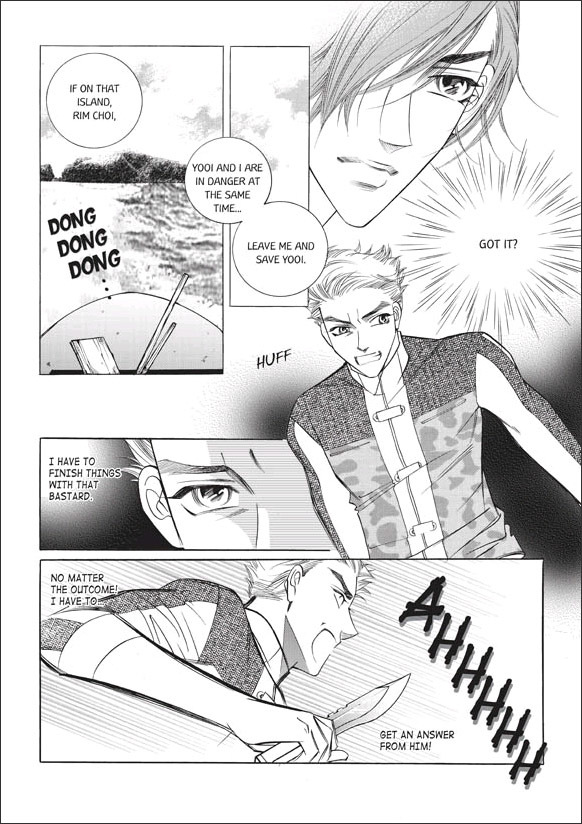 IF ON THAT
ISLAND,
RIM CHOI,
YOOI AND I ARE
IN DANGER AT
THE SAME
TIME...
LEAVE ME AND
SAVE YOOI.
GOT IT?
DONG
DONG
DONG
...
HUFF
I HAVE TO
FINISH THINGS
WITH THAT
BASTARD.
NO MATTER
THE OUTCOME!
I HAVE TO...
AHHHHHH
GET AN ANSWER
FROM HIM!